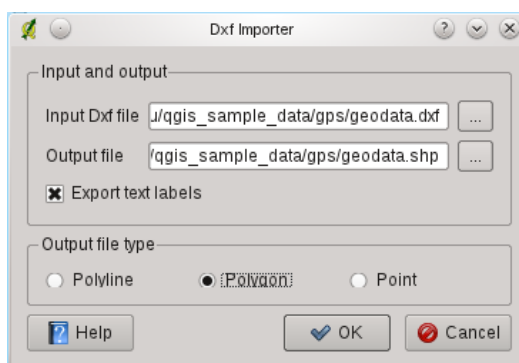 Dxf Importer
Input and output
Input Dxf file u/qgis_sample_data/gps/geodata.dxf ...
Output file /qgis_sample_data/gps/geodata.shp ...
Export text labels
Output file type
Polyline Polygon Point
Help OK Cancel